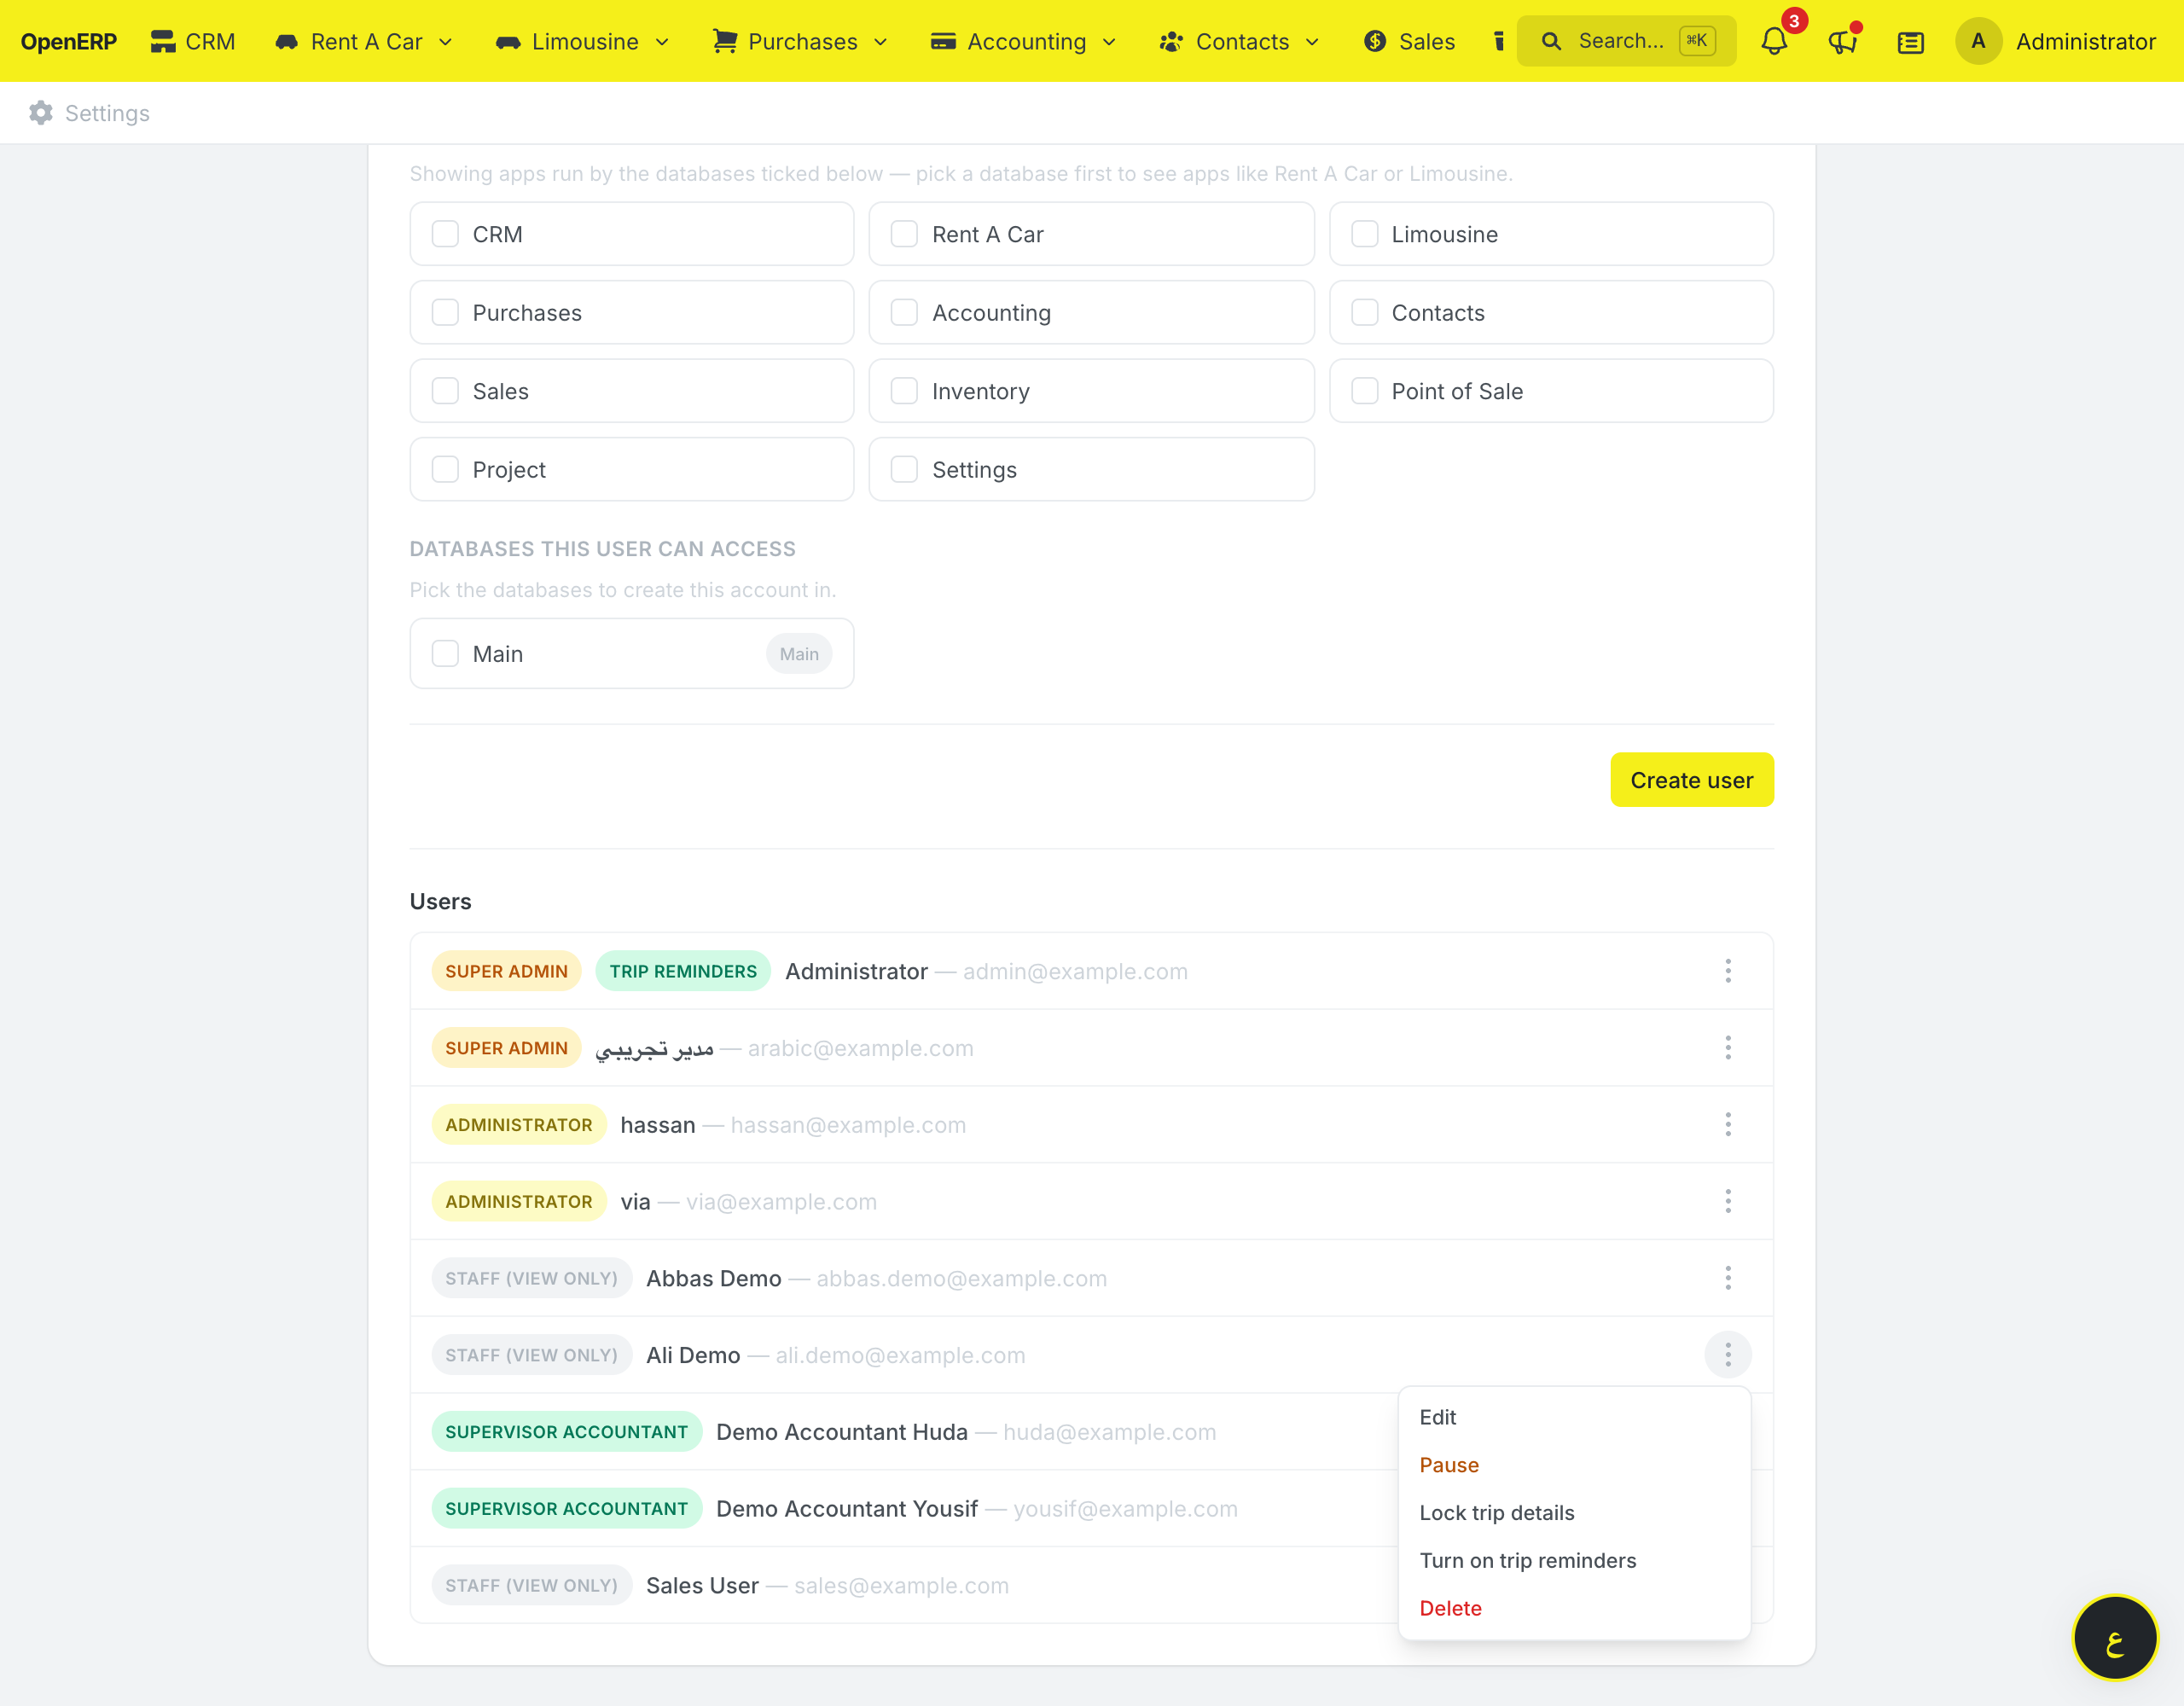 OpenERP CRM Rent A Car Limousine Purchases Accounting Contacts Sales Search... ⌘K 3 A Administrator
Settings
Showing apps run by the databases ticked below — pick a database first to see apps like Rent A Car or Limousine.
CRM Rent A Car Limousine
Purchases Accounting Contacts
Sales Inventory Point of Sale
Project Settings
DATABASES THIS USER CAN ACCESS
Pick the databases to create this account in.
Main Main
Create user
Users
SUPER ADMIN TRIP REMINDERS Administrator — admin@example.com
SUPER ADMIN مدير تجريبي — arabic@example.com
ADMINISTRATOR hassan — hassan@example.com
ADMINISTRATOR via — via@example.com
STAFF (VIEW ONLY) Abbas Demo — abbas.demo@example.com
STAFF (VIEW ONLY) Ali Demo — ali.demo@example.com
SUPERVISOR ACCOUNTANT Demo Accountant Huda — huda@example.com
SUPERVISOR ACCOUNTANT Demo Accountant Yousif — yousif@example.com
STAFF (VIEW ONLY) Sales User — sales@example.com
Edit
Pause
Lock trip details
Turn on trip reminders
Delete
ع